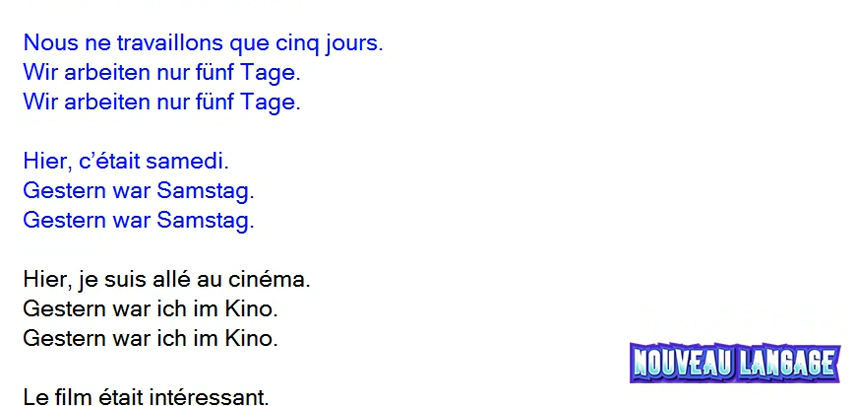 Nous ne travaillons que cinq jours.
Wir arbeiten nur fünf Tage.
Wir arbeiten nur fünf Tage.
Hier, c’était samedi.
Gestern war Samstag.
Gestern war Samstag.
Hier, je suis allé au cinéma.
Gestern war ich im Kino.
Gestern war ich im Kino.
NOUVEAU LANGAGE
Le film était intéressant.